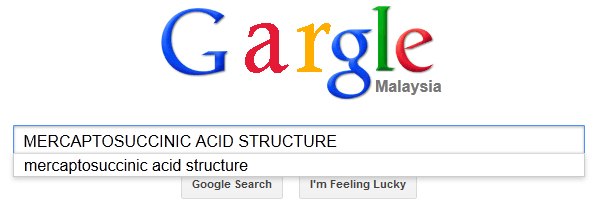 Gargle
Malaysia
MERCAPTOSUCCINIC ACID STRUCTURE
mercaptosuccinic acid structure
Google Search I'm Feeling Lucky